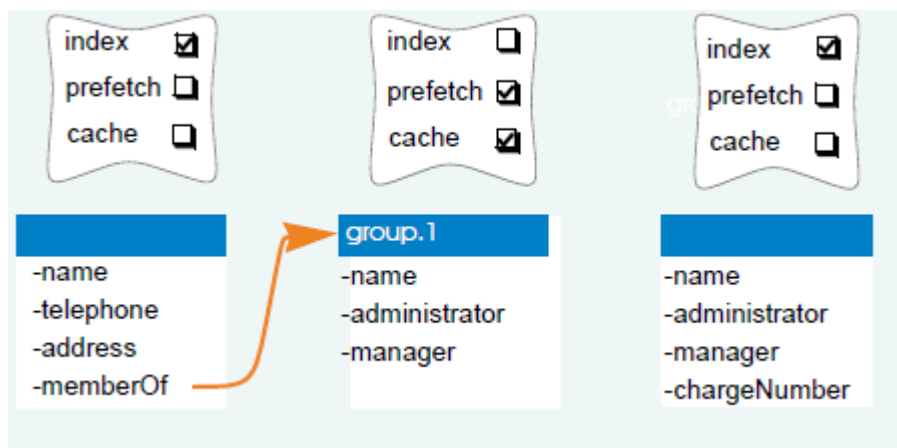 index
prefetch
cache
index
prefetch
cache
index
prefetch
cache
-name
-telephone
-address
-memberOf
group.1
-name
-administrator
-manager
-name
-administrator
-manager
-chargeNumber